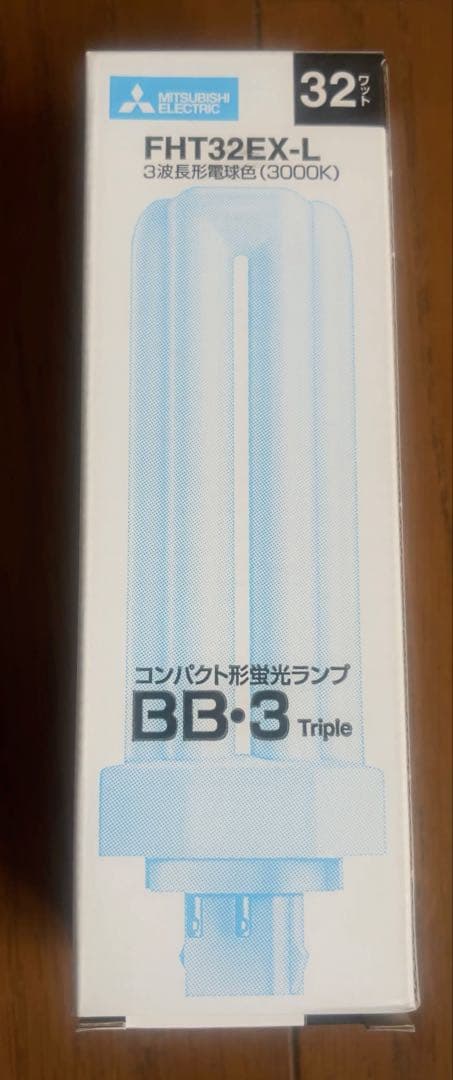 MITSUBISHI
ELECTRIC
32ワット
FHT32EX-L
3波長形電球色(3000K)
コンパクト形蛍光ランプ
BB・3 Triple